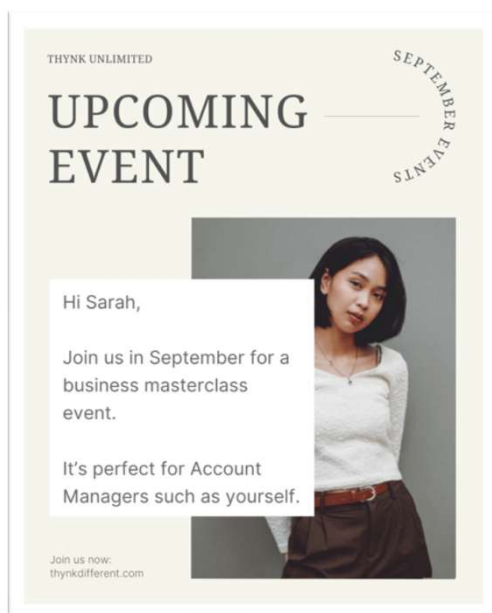 THYNK UNLIMITED
UPCOMING
EVENT
SEPTEMBER EVENTS
Hi Sarah,
Join us in September for a
business masterclass
event.
It's perfect for Account
Managers such as yourself.
Join us now:
thynkdifferent.com